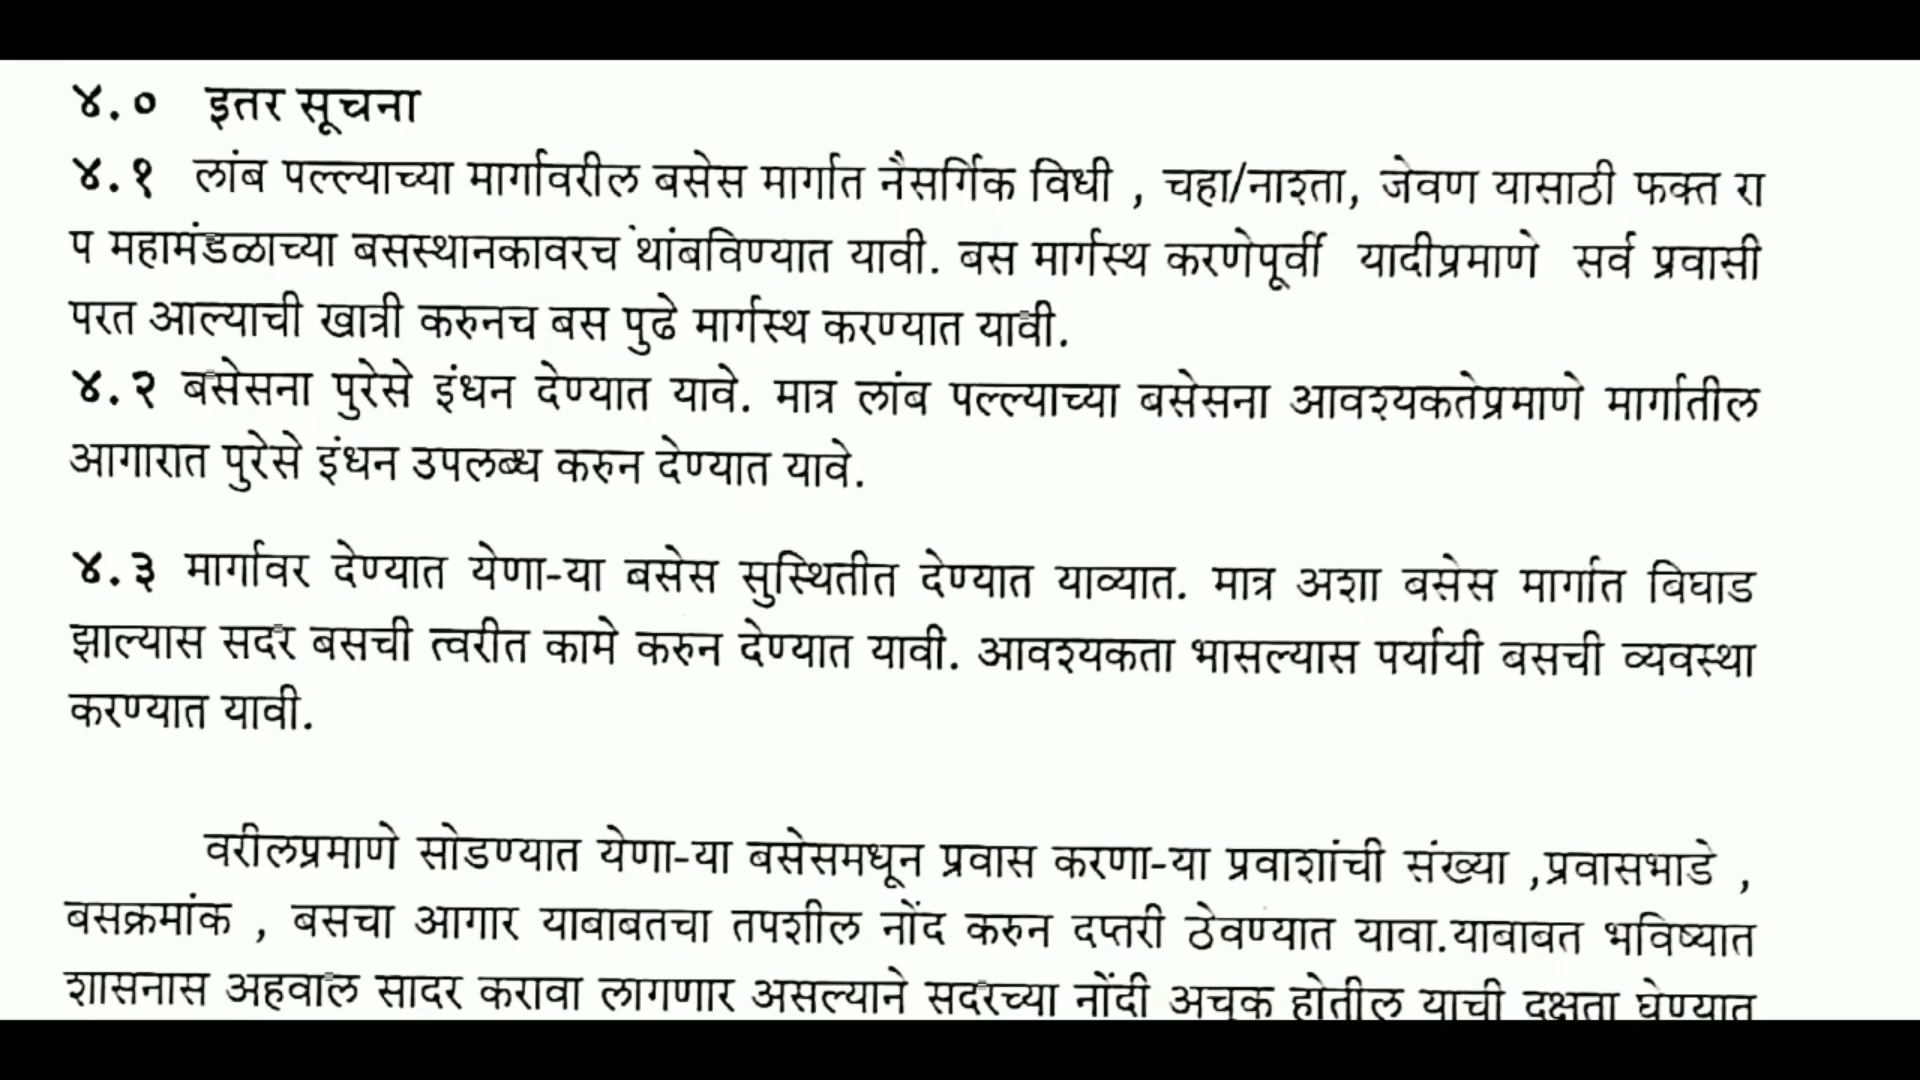 ४.० इतर सूचना
४.१ लांब पल्ल्याच्या मार्गावरील बसेस मार्गात नैसर्गिक विधी , चहा/नाश्ता, जेवण यासाठी फक्त रा
प महामंडळाच्या बसस्थानकावरच थांबविण्यात यावी. बस मार्गस्थ करणेपूर्वी यादीप्रमाणे सर्व प्रवासी
परत आल्याची खात्री करुनच बस पुढे मार्गस्थ करण्यात यावी.
४.२ बसेसना पुरेसे इंधन देण्यात यावे. मात्र लांब पल्ल्याच्या बसेसना आवश्यकतेप्रमाणे मार्गातील
आगारात पुरेसे इंधन उपलब्ध करुन देण्यात यावे.
४.३ मार्गावर देण्यात येणा-या बसेस सुस्थितीत देण्यात याव्यात. मात्र अशा बसेस मार्गात विघाड
झाल्यास सदर बसची त्वरीत कामे करुन देण्यात यावी. आवश्यकता भासल्यास पर्यायी बसची व्यवस्था
करण्यात यावी.
वरीलप्रमाणे सोडण्यात येणा-या बसेसमधून प्रवास करणा-या प्रवाशांची संख्या ,प्रवासभाडे ,
बसक्रमांक , बसचा आगार याबाबतचा तपशील नोंद करुन दप्तरी ठेवण्यात यावा.याबाबत भविष्यात
शासनास अहवाल सादर करावा लागणार असल्याने सदरच्या नोंदी अचूक होतील याची दक्षता घेण्यात